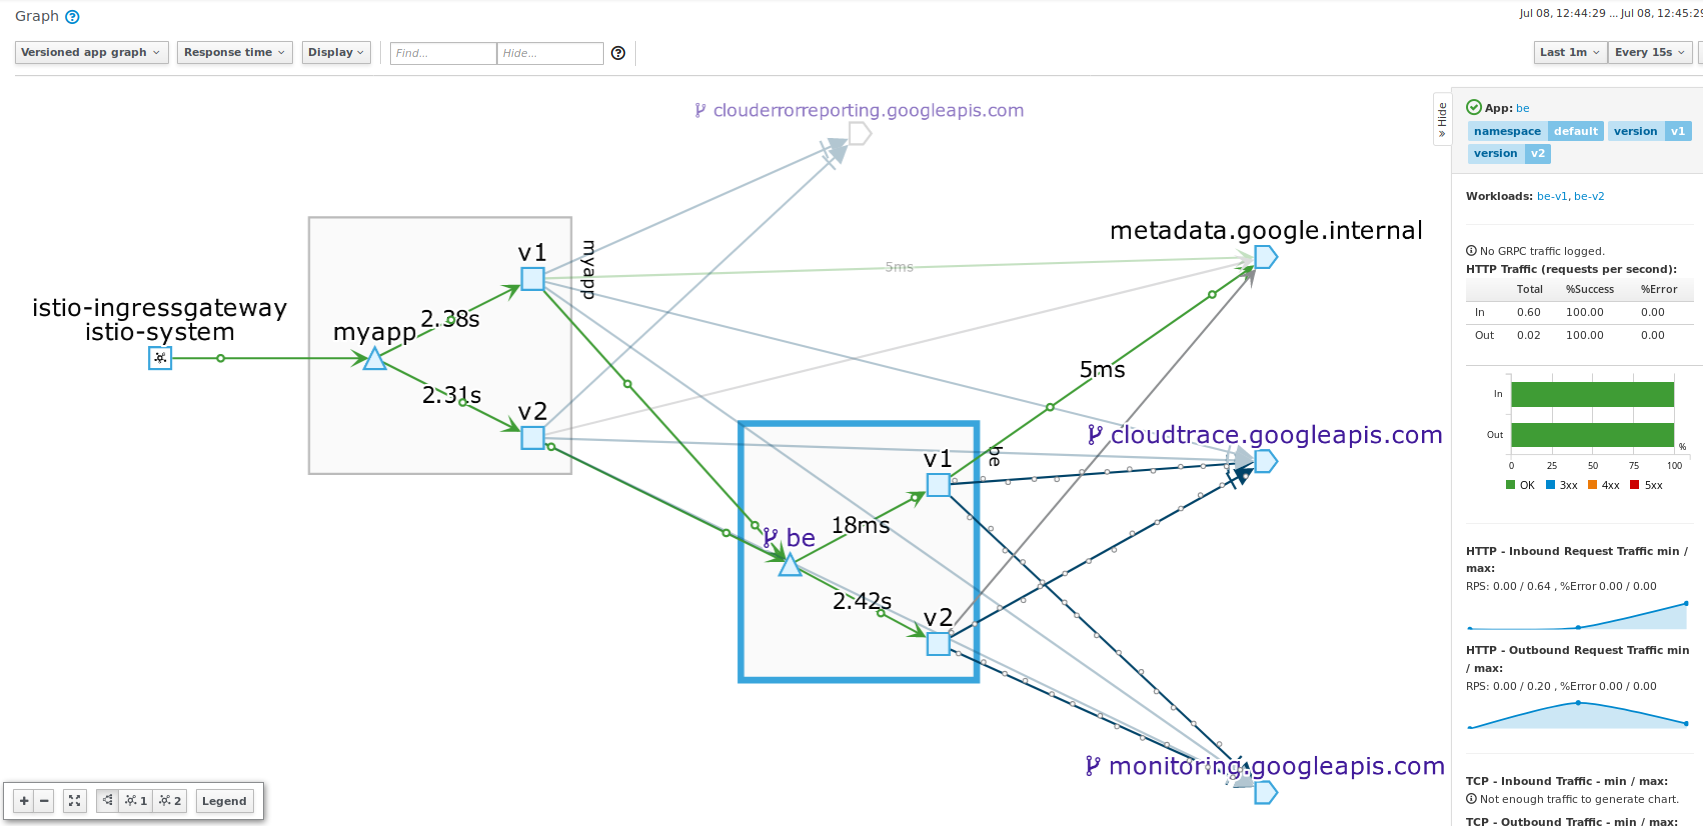 Graph
Jul 08, 12:44:29 ... Jul 08, 12:45:29
Versioned app graph
Response time
Display
Find...
Hide...
Last 1m
Every 15s
clouderrorreporting.googleapis.com
metadata.google.internal
v1
myapp
5ms
istio-ingressgateway
istio-system
myapp
2.38s
2.31s
v2
5ms
cloudtrace.googleapis.com
v1
be
18ms
be
2.42s
v2
monitoring.googleapis.com
1
2
Legend
Hide
App: be
namespace default version v1
version v2
Workloads: be-v1, be-v2
No GRPC traffic logged.
HTTP Traffic (requests per second):
Total %Success %Error
In 0.60 100.00 0.00
Out 0.02 100.00 0.00
In
Out
%
0 25 50 75 100
OK 3xx 4xx 5xx
HTTP - Inbound Request Traffic min /
max:
RPS: 0.00 / 0.64 , %Error 0.00 / 0.00
HTTP - Outbound Request Traffic min
/ max:
RPS: 0.00 / 0.20 , %Error 0.00 / 0.00
TCP - Inbound Traffic - min / max:
Not enough traffic to generate chart.
TCP - Outbound Traffic - min / max: